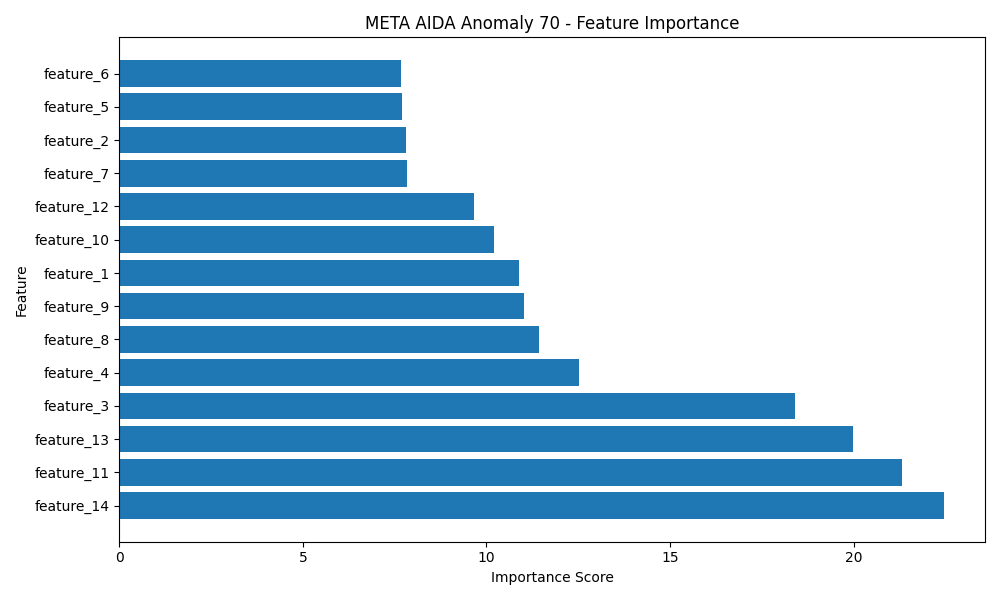 META AIDA Anomaly 70 - Feature Importance
feature_6
feature_5
feature_2
feature_7
feature_12
feature_10
feature_1
feature_9
feature_8
feature_4
feature_3
feature_13
feature_11
feature_14
Feature
0 5 10 15 20
Importance Score